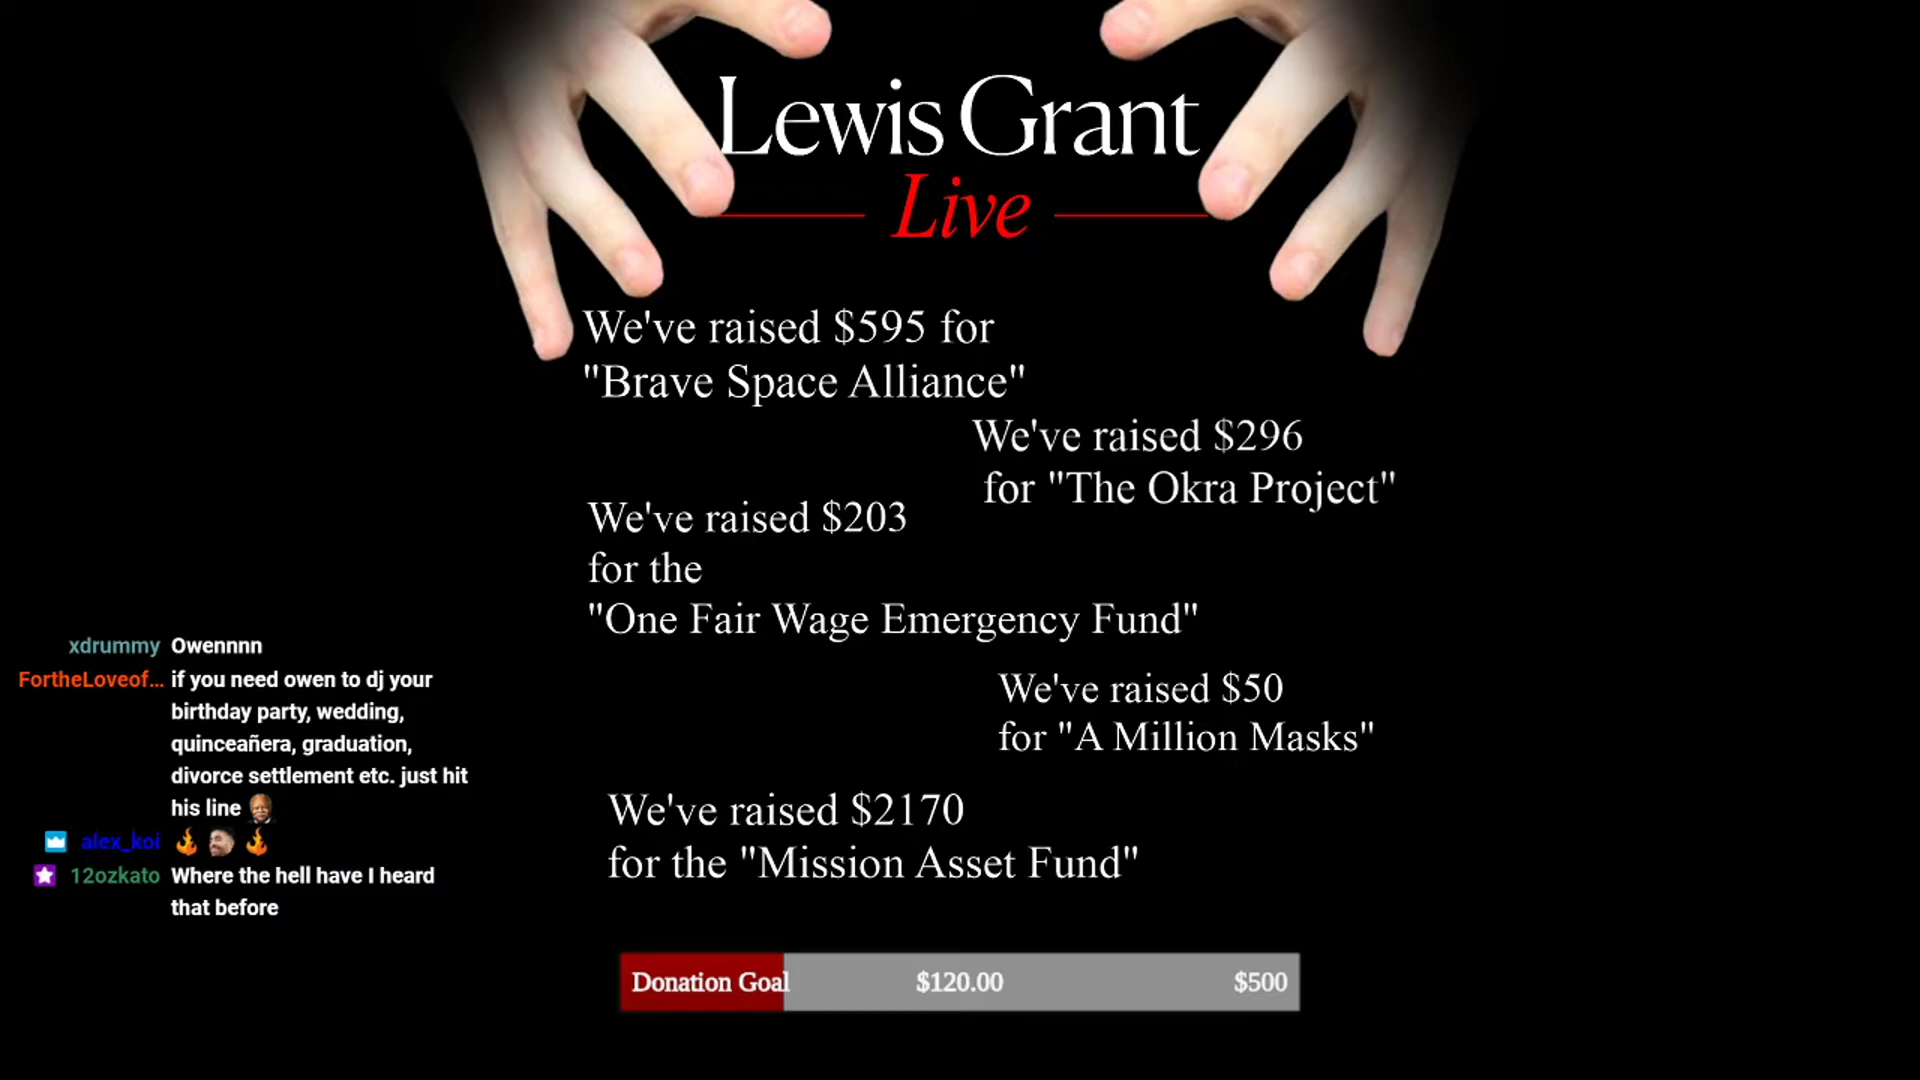 Lewis Grant
Live
We've raised $595 for
"Brave Space Alliance"
We've raised $296
for "The Okra Project"
We've raised $203
for the
"One Fair Wage Emergency Fund"
We've raised $50
for "A Million Masks"
We've raised $2170
for the "Mission Asset Fund"
xdrummy Owennnn
FortheLoveof... if you need owen to dj your
birthday party, wedding,
quinceañera, graduation,
divorce settlement etc. just hit
his line
alex_koi
12ozkato Where the hell have I heard
that before
Donation Goal $120.00 $500